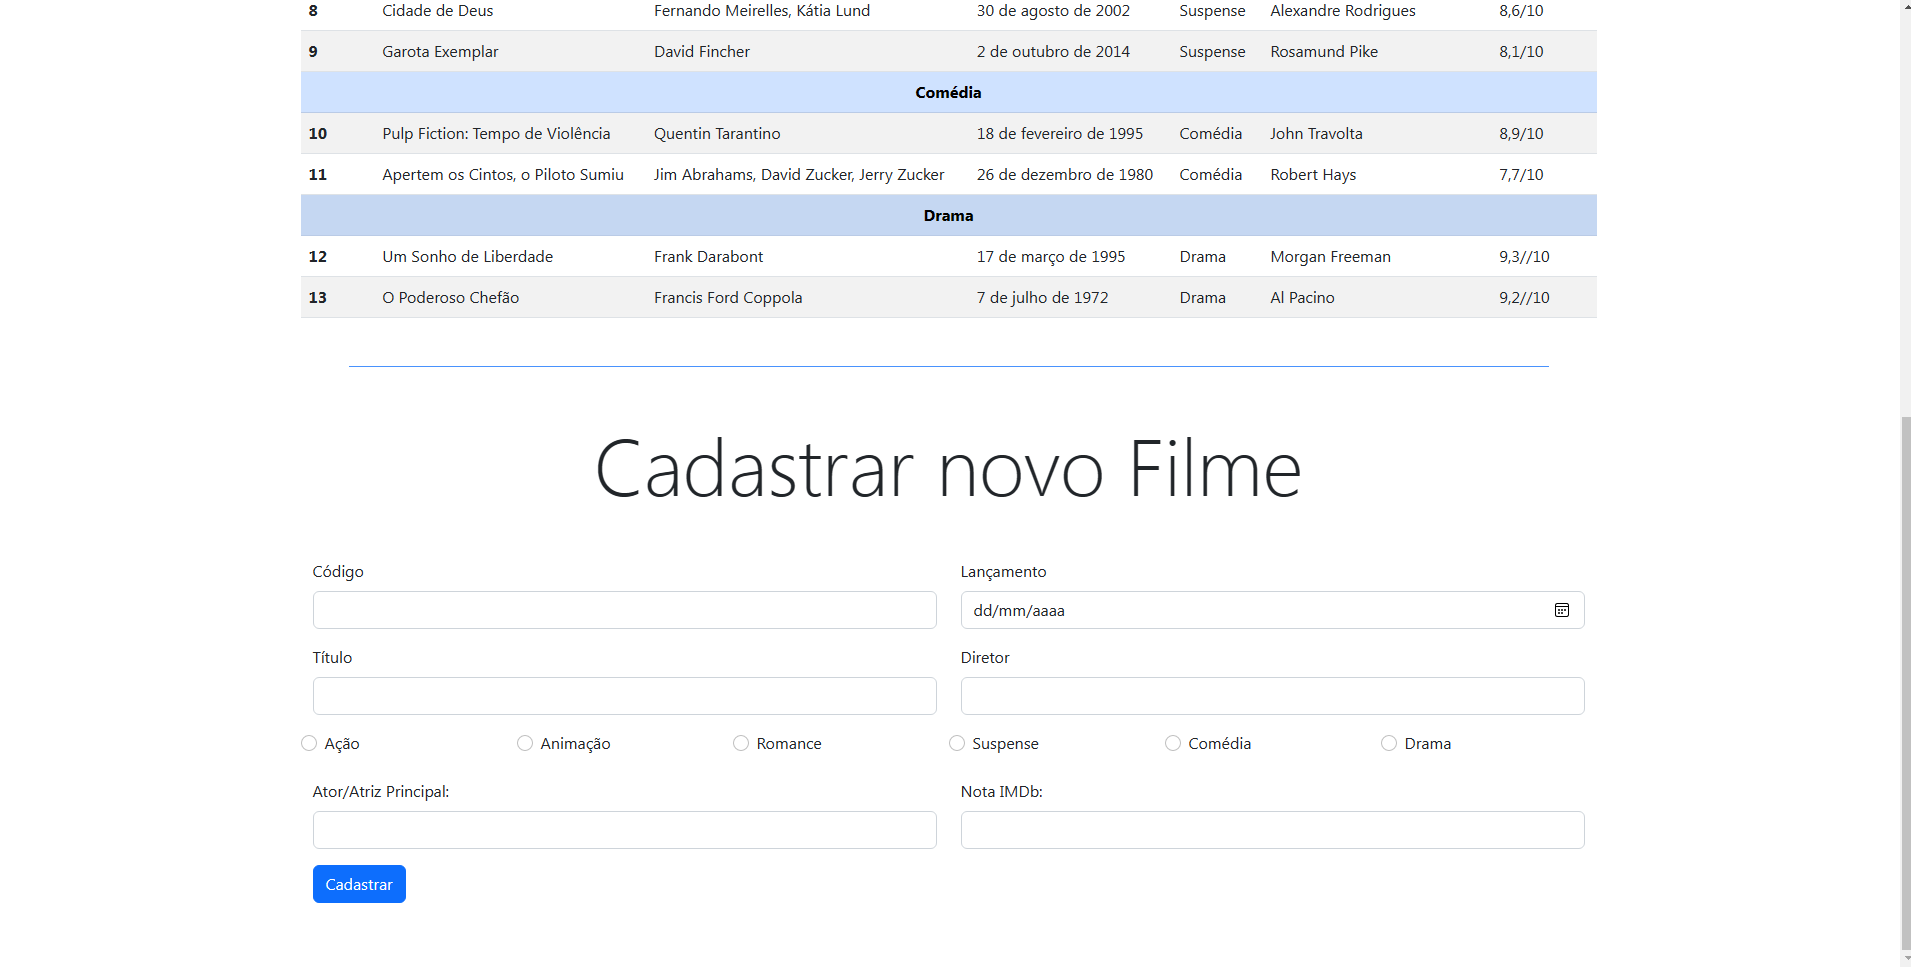 8 Cidade de Deus Fernando Meirelles, Kátia Lund 30 de agosto de 2002 Suspense Alexandre Rodrigues 8,6/10
9 Garota Exemplar David Fincher 2 de outubro de 2014 Suspense Rosamund Pike 8,1/10
Comédia
10 Pulp Fiction: Tempo de Violência Quentin Tarantino 18 de fevereiro de 1995 Comédia John Travolta 8,9/10
11 Apertem os Cintos, o Piloto Sumiu Jim Abrahams, David Zucker, Jerry Zucker 26 de dezembro de 1980 Comédia Robert Hays 7,7/10
Drama
12 Um Sonho de Liberdade Frank Darabont 17 de março de 1995 Drama Morgan Freeman 9,3//10
13 O Poderoso Chefão Francis Ford Coppola 7 de julho de 1972 Drama Al Pacino 9,2//10
Cadastrar novo Filme
Código Lançamento
dd/mm/aaaa
Título Diretor
Ação Animação Romance Suspense Comédia Drama
Ator/Atriz Principal: Nota IMDb:
Cadastrar